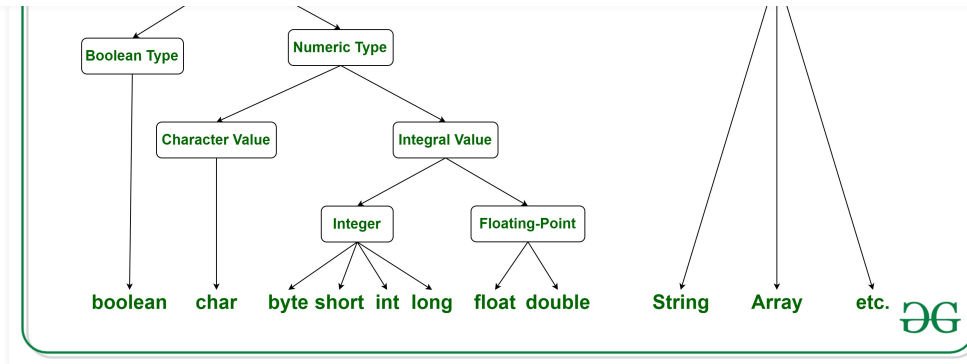 Boolean Type
Numeric Type
Character Value
Integral Value
Integer
Floating-Point
boolean char byte short int long float double String Array etc.